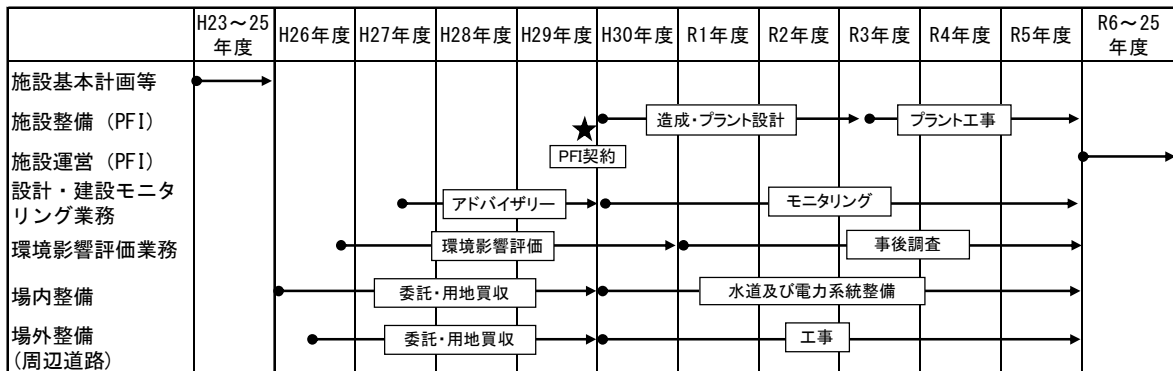 H23～25年度 H26年度 H27年度 H28年度 H29年度 H30年度 R1年度 R2年度 R3年度 R4年度 R5年度 R6～25年度
施設基本計画等
施設整備（PFI） 造成・プラント設計 プラント工事
★
PFI契約
施設運営（PFI）
設計・建設モニタ
リング業務 アドバイザリー モニタリング
環境影響評価業務 環境影響評価 事後調査
場内整備 委託・用地買収 水道及び電力系統整備
場外整備
(周辺道路) 委託・用地買収 工事